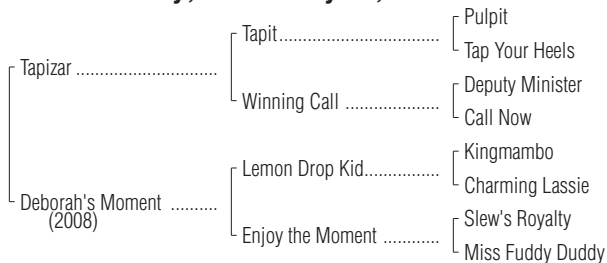 Pulpit
Tapit
Tap Your Heels
Tapizar
Deputy Minister
Winning Call
Call Now
Kingmambo
Lemon Drop Kid
Charming Lassie
Deborah's Moment
(2008)
Slew's Royalty
Enjoy the Moment
Miss Fuddy Duddy